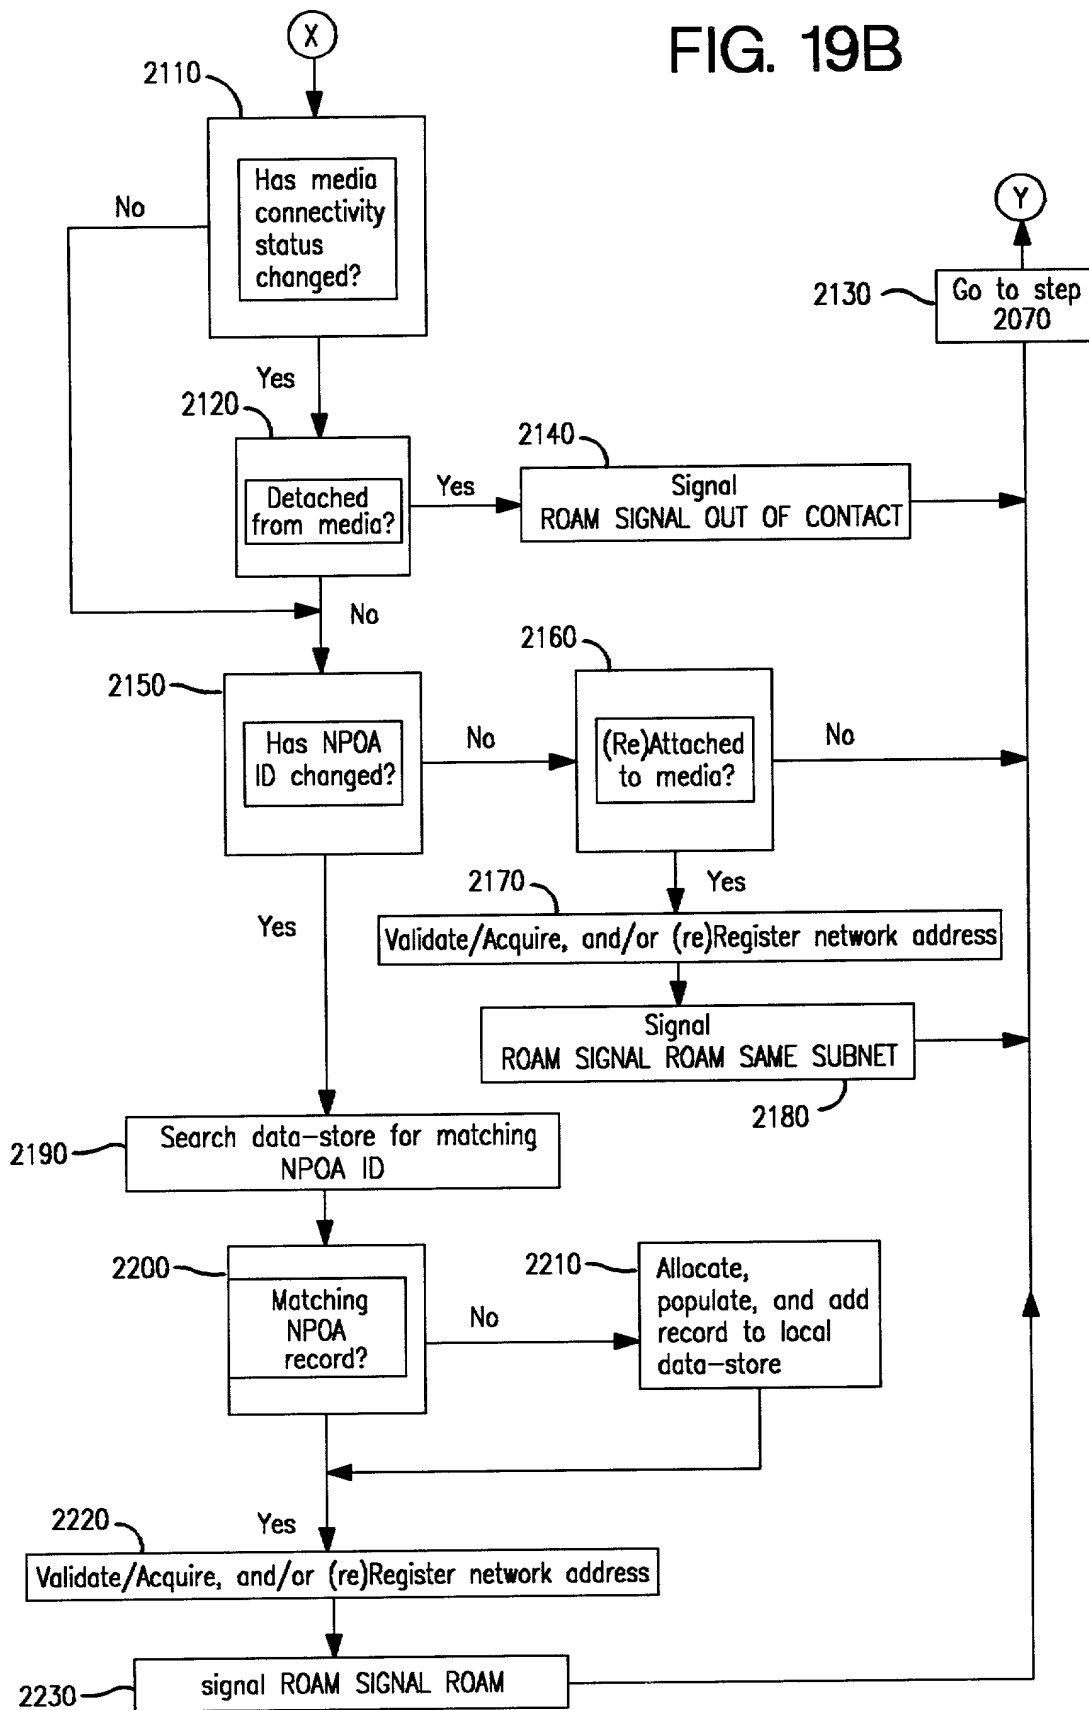 X
FIG. 19B
2110
Has media
connectivity
status
changed?
No
Yes
Y
2130
Go to step
2070
2120
Detached
from media?
Yes
No
2140
Signal
ROAM SIGNAL OUT OF CONTACT
2150
Has NPOA
ID changed?
No
Yes
2160
(Re)Attached
to media?
No
Yes
2170
Validate/Acquire, and/or (re)Register network address
Signal
ROAM SIGNAL ROAM SAME SUBNET
2180
2190
Search data-store for matching
NPOA ID
2200
Matching
NPOA
record?
No
2210
Allocate,
populate, and add
record to local
data-store
Yes
2220
Validate/Acquire, and/or (re)Register network address
2230
signal ROAM SIGNAL ROAM